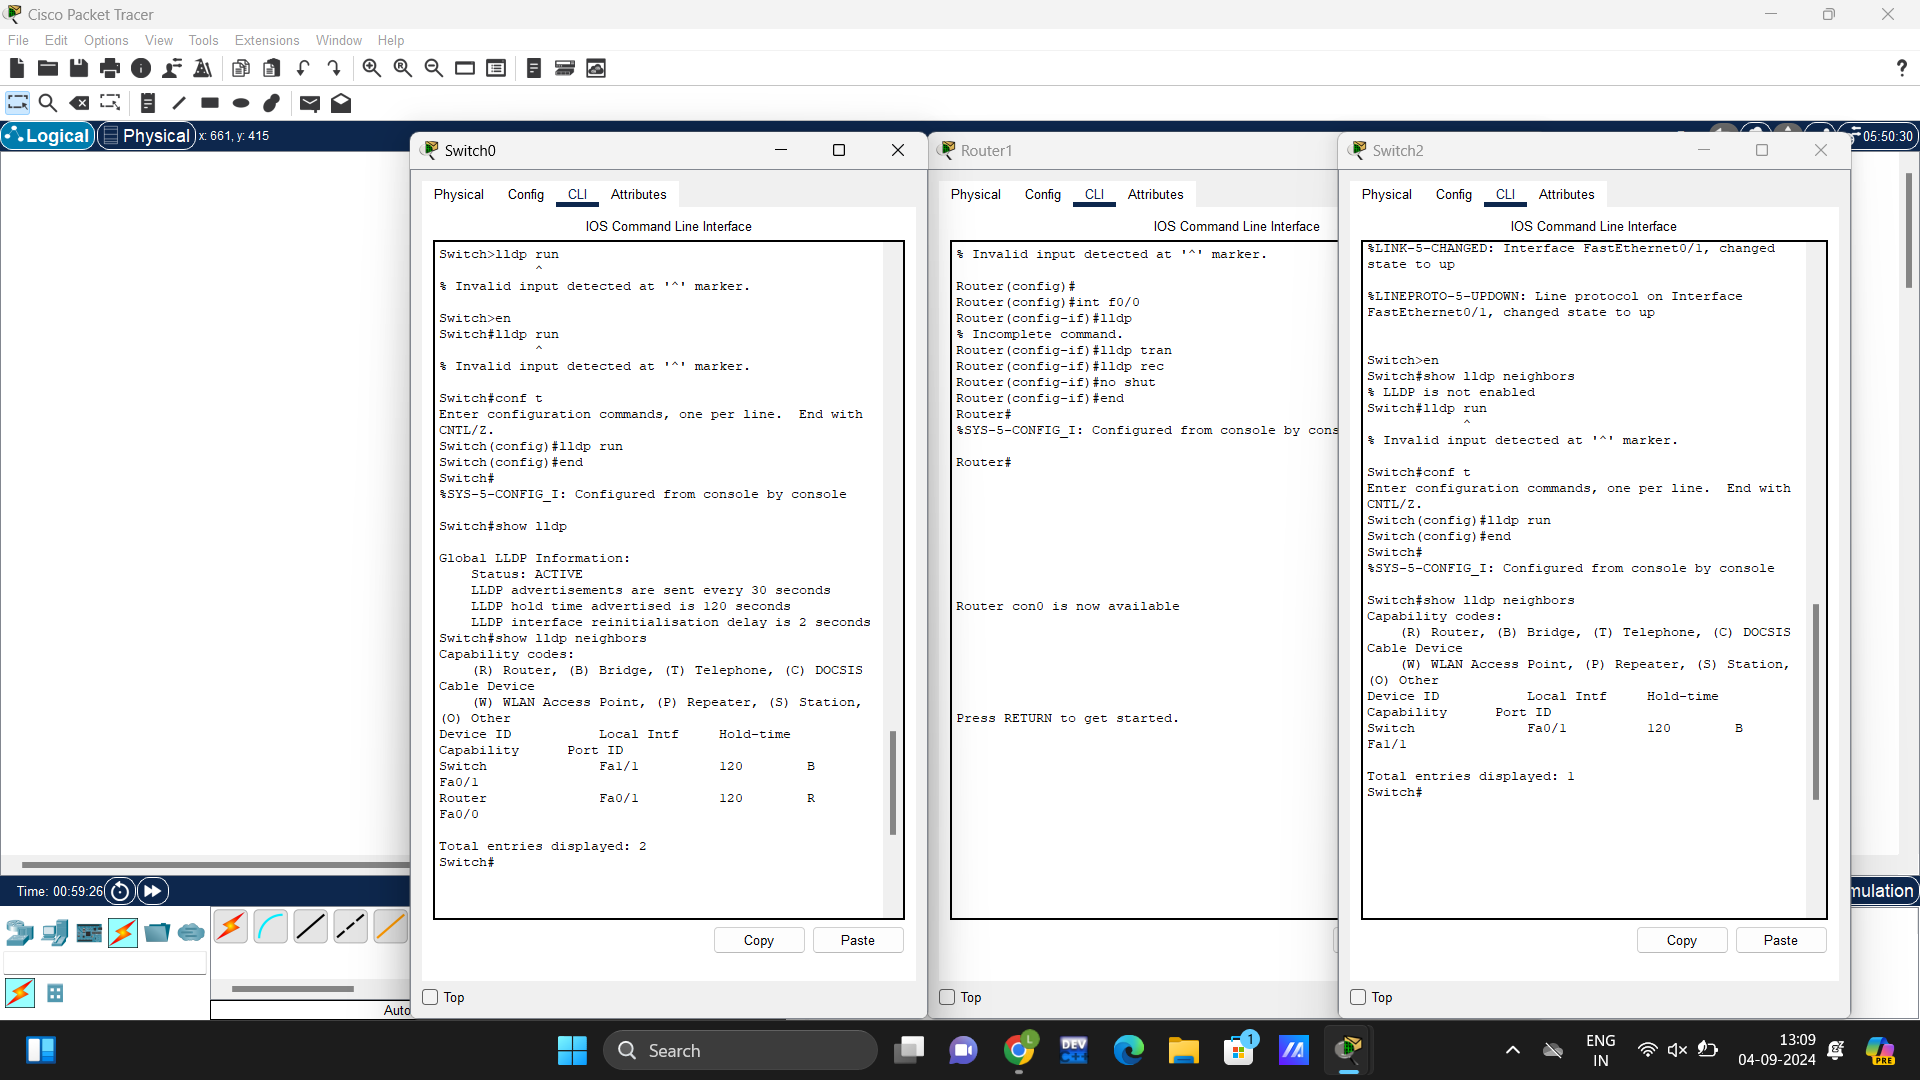 Cisco Packet Tracer
File Edit Options View Tools Extensions Window Help
Logical Physical x: 661, y: 415
05:50:30
Switch0
Physical Config CLI Attributes
IOS Command Line Interface
Switch>lldp run
^
% Invalid input detected at '^' marker.
Switch>en
Switch#lldp run
^
% Invalid input detected at '^' marker.
Switch#conf t
Enter configuration commands, one per line. End with
CNTL/Z.
Switch(config)#lldp run
Switch(config)#end
Switch#
%SYS-5-CONFIG_I: Configured from console by console
Switch#show lldp
Global LLDP Information:
Status: ACTIVE
LLDP advertisements are sent every 30 seconds
LLDP hold time advertised is 120 seconds
LLDP interface reinitialisation delay is 2 seconds
Switch#show lldp neighbors
Capability codes:
(R) Router, (B) Bridge, (T) Telephone, (C) DOCSIS
Cable Device
(W) WLAN Access Point, (P) Repeater, (S) Station,
(O) Other
Device ID Local Intf Hold-time
Capability Port ID
Switch Fa1/1 120 B
Fa0/1
Router Fa0/1 120 R
Fa0/0
Total entries displayed: 2
Switch#
Copy Paste
Top
Router1
Physical Config CLI Attributes
IOS Command Line Interface
% Invalid input detected at '^' marker.
Router(config)#
Router(config)#int f0/0
Router(config-if)#lldp
% Incomplete command.
Router(config-if)#lldp tran
Router(config-if)#lldp rec
Router(config-if)#no shut
Router(config-if)#end
Router#
%SYS-5-CONFIG_I: Configured from console by cons
Router#
Router con0 is now available
Press RETURN to get started.
Top
Switch2
Physical Config CLI Attributes
IOS Command Line Interface
%LINK-5-CHANGED: Interface FastEthernet0/1, changed
state to up
%LINEPROTO-5-UPDOWN: Line protocol on Interface
FastEthernet0/1, changed state to up
Switch>en
Switch#show lldp neighbors
% LLDP is not enabled
Switch#lldp run
^
% Invalid input detected at '^' marker.
Switch#conf t
Enter configuration commands, one per line. End with
CNTL/Z.
Switch(config)#lldp run
Switch(config)#end
Switch#
%SYS-5-CONFIG_I: Configured from console by console
Switch#show lldp neighbors
Capability codes:
(R) Router, (B) Bridge, (T) Telephone, (C) DOCSIS
Cable Device
(W) WLAN Access Point, (P) Repeater, (S) Station,
(O) Other
Device ID Local Intf Hold-time
Capability Port ID
Switch Fa0/1 120 B
Fa1/1
Total entries displayed: 1
Switch#
Copy Paste
Top
Time: 00:59:26
mulation
Auto
Search
L
DEV
C++
1
ENG
IN
13:09
04-09-2024
PRE